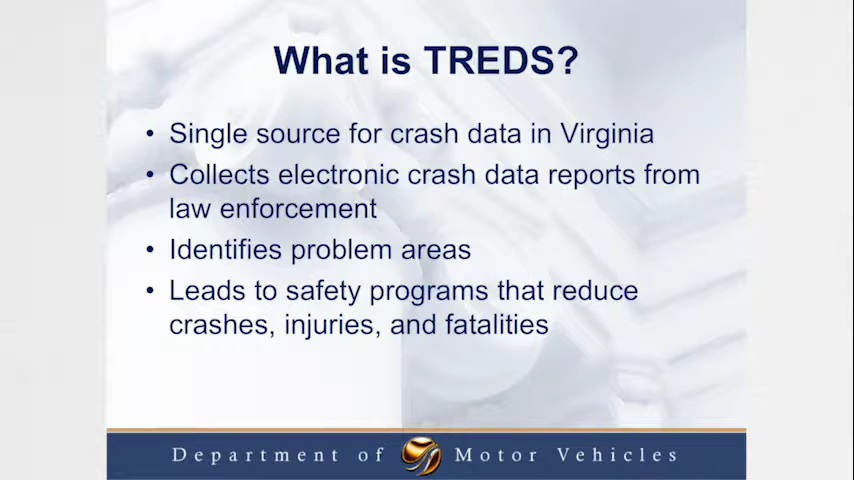 What is TREDS?
• Single source for crash data in Virginia
• Collects electronic crash data reports from
law enforcement
• Identifies problem areas
• Leads to safety programs that reduce
crashes, injuries, and fatalities
Department of Motor Vehicles